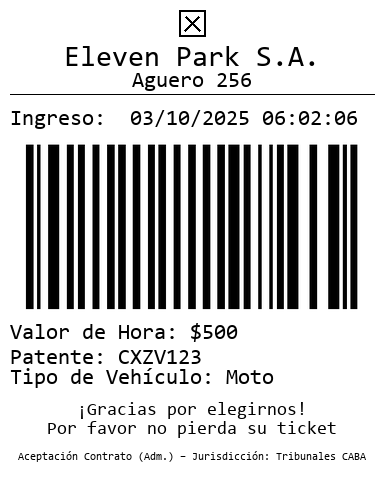 Eleven Park S.A.
Aguero 256
Ingreso: 03/10/2025 06:02:06
Valor de Hora: $500
Patente: CXZV123
Tipo de Vehículo: Moto
¡Gracias por elegirnos!
Por favor no pierda su ticket
Aceptación Contrato (Adm.) – Jurisdicción: Tribunales CABA